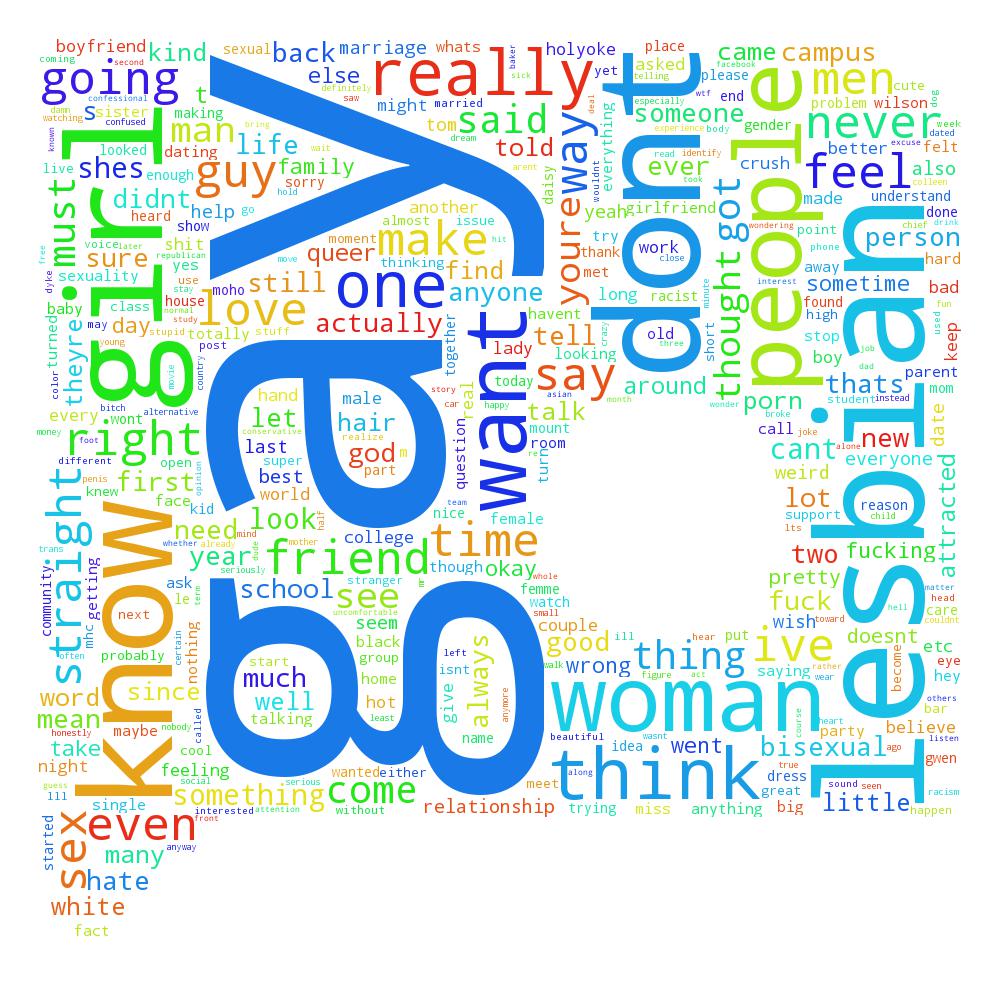 boyfriend
kind
sexual
back
marriage
whats
baker
holyoke
place
came
campus
coming
second
going
else
definitely
saw
really
sick
yet
asked
telling
please
facebook
men
cute
confessional
damn
watching
s
sister
t
making
might
married
deal
don't
someone
wtf
end
problem
wilson
dog
known
confused
looked
man
bring
life
tom
dream
said
way
everything
especially
experience
body
gender
never
week
live
shes
dating
guy
family
wait
told
arent
daisy
wouldnt
read
identify
ever
took
crush
better
excuse
dated
felt
enough
didnt
sorry
hold
feel
also
colleen
must
girl
heard
help
go
another
almost
issue
youre
yeah
girlfriend
people
made
understand
show
shit
voice
later
republican
moment
make
hit
try
work
close
wondering
point
done
chief
drink
sure
yes
queer
thinking
find
thank
met
got
phone
person
hard
free
sexuality
use
stay
still
move
one
anyone
long
racist
minute
away
interest
sometime
bad
dyke
baby
house
normal
moho
gay
havent
old
three
thought
found
high
fun
used
keep
may
day
class
study
love
actually
together
want
lady
tell
crazy
short
stop
job
boy
parent
theyre
turned
young
stupid
totally
stuff
post
looking
say
dad
thats
mom
color
movie
country
story
car
today
happy
asian
month
around
wonder
porn
student
instead
every
bitch
wont
alternative
hand
conservative
male
hair
realize
real
talk
mount
broke
call
joke
alone
new
date
money
foot
right
let
last
god
m
part
question
room
turn
re
cant
everyone
lesbian
different
penis
open
opinion
super
best
world
team
weird
reason
child
attracted
straight
knew
first
face
kid
look
half
nice
female
lot
support
lts
know
need
mind
whether
dude
mother
college
time
two
fucking
trans
year
seriously
friend
though
okay
pretty
matter
community
getting
ask
le
term
already
school
stranger
mr
whole
femme
fuck
hell
head
care
couldnt
next
see
uncomfortable
watch
small
wish
toward
mhc
often
probably
certain
nothing
seem
black
group
couple
good
ill
hear
put
ive
doesnt
etc
always
left
isnt
walk
wrong
figure
act
thing
saying
rather
wear
become
eye
hey
word
since
much
start
well
talking
home
hot
least
give
name
anymore
woman
others
bar
mean
honestly
maybe
nobody
called
beautiful
wasnt
course
heart
party
believe
take
cool
idea
went
bisexual
ago
listen
gwen
night
feeling
social
wanted
either
serious
meet
think
along
true
dress
great
sound
seen
racism
guess
ill
single
something
interested
attention
front
come
without
relationship
trying
miss
anything
big
little
happen
started
sex
even
many
anyway
hate
white
fact